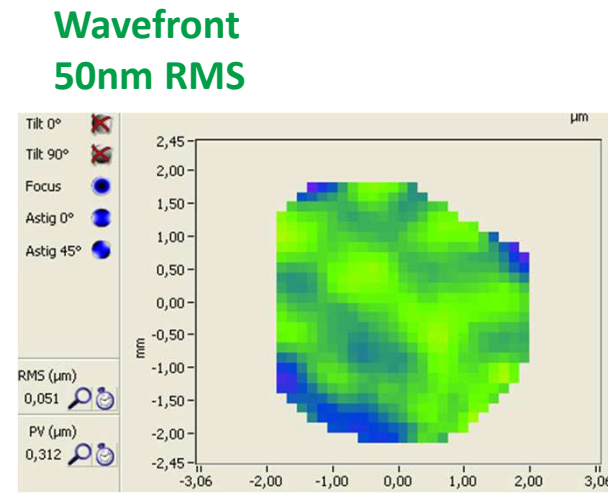 Wavefront
50nm RMS
µm
Tilt 0°
Tilt 90°
Focus
Astig 0°
Astig 45°
RMS (µm)
0,051
PV (µm)
0,312
2,45
2,00
1,50
1,00
0,50
0,00
-0,50
-1,00
-1,50
-2,00
-2,45
mm
-3,06
-2,00
-1,00
0,00
1,00
2,00
3,06